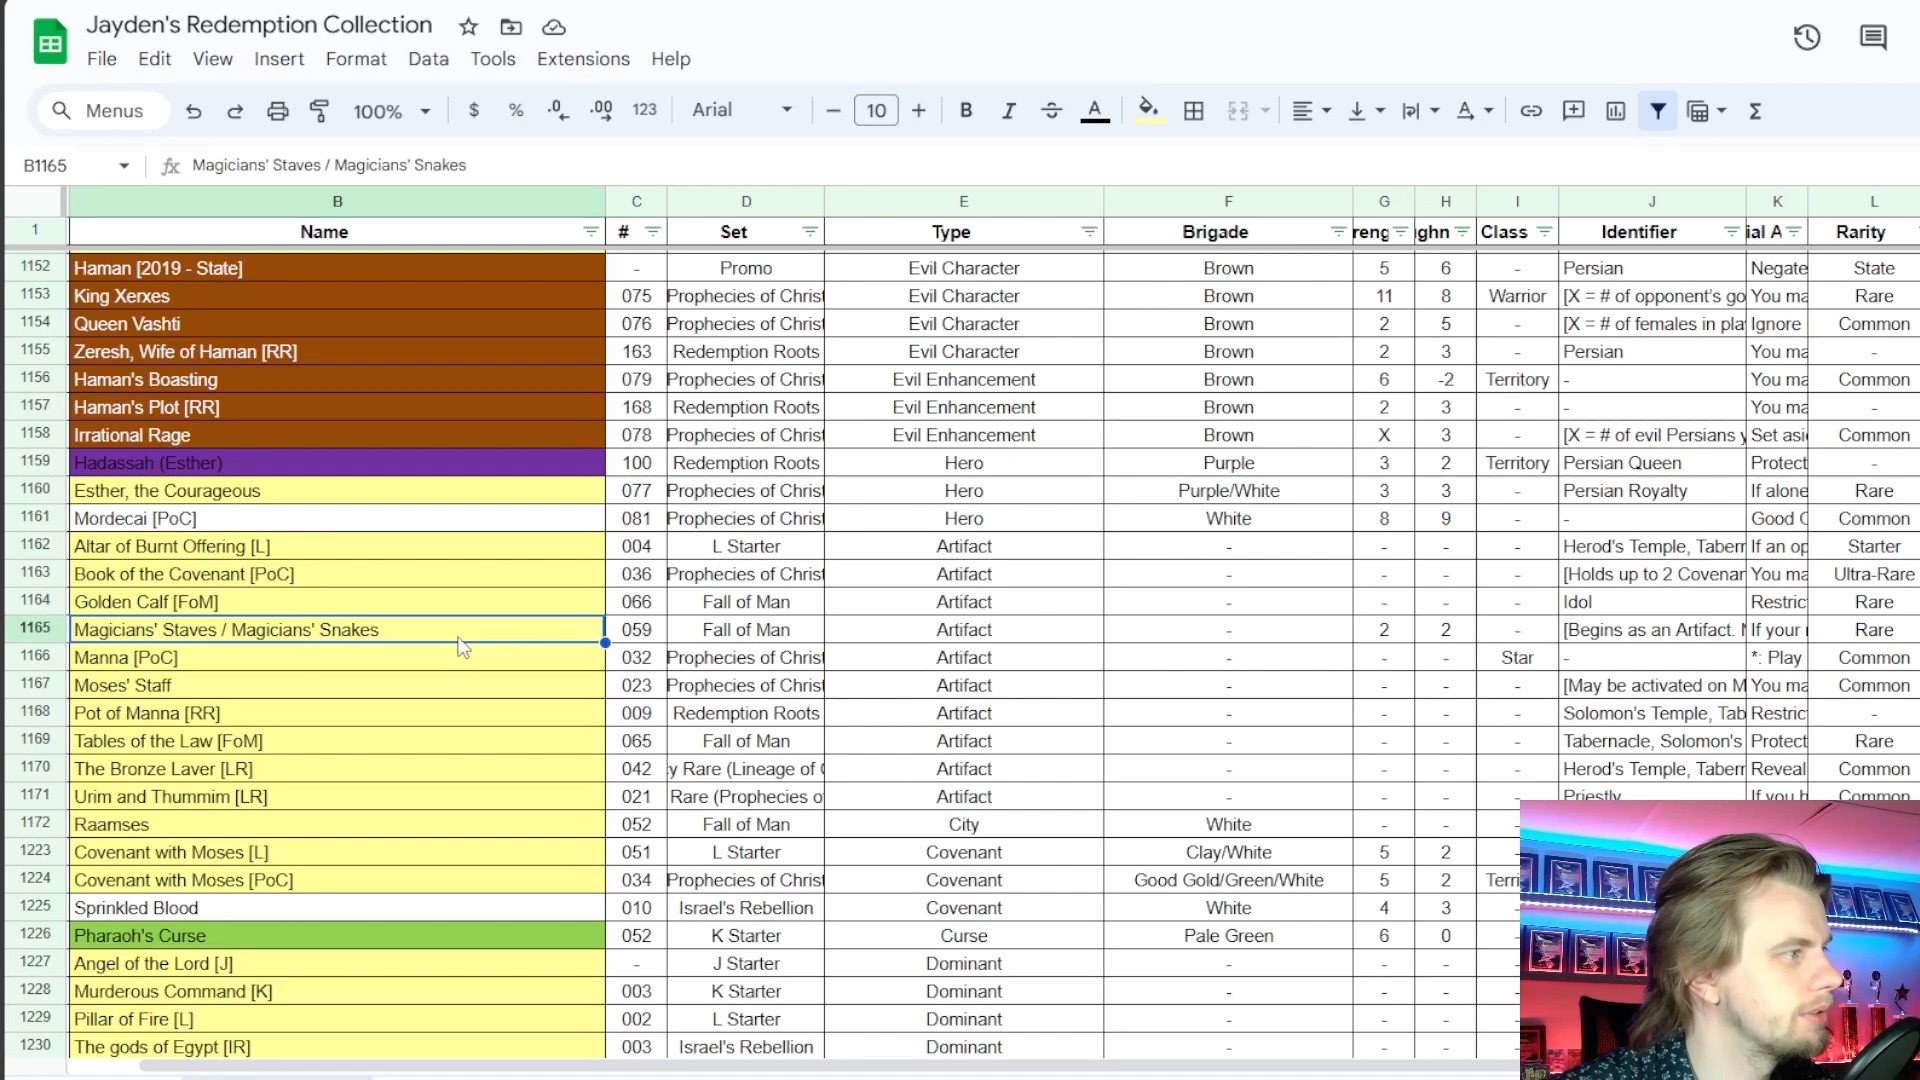 Jayden's Redemption Collection
File Edit View Insert Format Data Tools Extensions Help
Menus 100% $ % .0 .00 123 Arial 10 B I A
B1165 fx Magicians' Staves / Magicians' Snakes
B C D E F G H I J K L
1 Name # Set Type Brigade reng ighn Class Identifier ial A Rarity
1152 Haman [2019 - State] - Promo Evil Character Brown 5 6 - Persian Negate State
1153 King Xerxes 075 Prophecies of Christ Evil Character Brown 11 8 Warrior [X = # of opponent's go You ma Rare
1154 Queen Vashti 076 Prophecies of Christ Evil Character Brown 2 5 - [X = # of females in pla Ignore Common
1155 Zeresh, Wife of Haman [RR] 163 Redemption Roots Evil Character Brown 2 3 - Persian You ma -
1156 Haman's Boasting 079 Prophecies of Christ Evil Enhancement Brown 6 -2 Territory - You ma Common
1157 Haman's Plot [RR] 168 Redemption Roots Evil Enhancement Brown 2 3 - - You ma -
1158 Irrational Rage 078 Prophecies of Christ Evil Enhancement Brown X 3 - [X = # of evil Persians y Set asi Common
1159 Hadassah (Esther) 100 Redemption Roots Hero Purple 3 2 Territory Persian Queen Protect -
1160 Esther, the Courageous 077 Prophecies of Christ Hero Purple/White 3 3 - Persian Royalty If alone Rare
1161 Mordecai [PoC] 081 Prophecies of Christ Hero White 8 9 - - Good Common
1162 Altar of Burnt Offering [L] 004 L Starter Artifact - - - - Herod's Temple, Tabern If an op Starter
1163 Book of the Covenant [PoC] 036 Prophecies of Christ Artifact - - - - [Holds up to 2 Covenan You ma Ultra-Rare
1164 Golden Calf [FoM] 066 Fall of Man Artifact - - - - Idol Restric Rare
1165 Magicians' Staves / Magicians' Snakes 059 Fall of Man Artifact - 2 2 - [Begins as an Artifact. If your Rare
1166 Manna [PoC] 032 Prophecies of Christ Artifact - - - Star - *: Play Common
1167 Moses' Staff 023 Prophecies of Christ Artifact - - - - [May be activated on M You ma Common
1168 Pot of Manna [RR] 009 Redemption Roots Artifact - - - - Solomon's Temple, Tab Restric -
1169 Tables of the Law [FoM] 065 Fall of Man Artifact - - - - Tabernacle, Solomon's Protect Rare
1170 The Bronze Laver [LR] 042 y Rare (Lineage of Artifact - - - - Herod's Temple, Tabern Reveal Common
1171 Urim and Thummim [LR] 021 Rare (Prophecies o Artifact - - - - Priestly If you h Common
1172 Raamses 052 Fall of Man City White - - -
1223 Covenant with Moses [L] 051 L Starter Covenant Clay/White 5 2
1224 Covenant with Moses [PoC] 034 Prophecies of Christ Covenant Good Gold/Green/White 5 2 Terri
1225 Sprinkled Blood 010 Israel's Rebellion Covenant White 4 3
1226 Pharaoh's Curse 052 K Starter Curse Pale Green 6 0
1227 Angel of the Lord [J] - J Starter Dominant - - -
1228 Murderous Command [K] 003 K Starter Dominant - - -
1229 Pillar of Fire [L] 002 L Starter Dominant - - -
1230 The gods of Egypt [IR] 003 Israel's Rebellion Dominant - - -